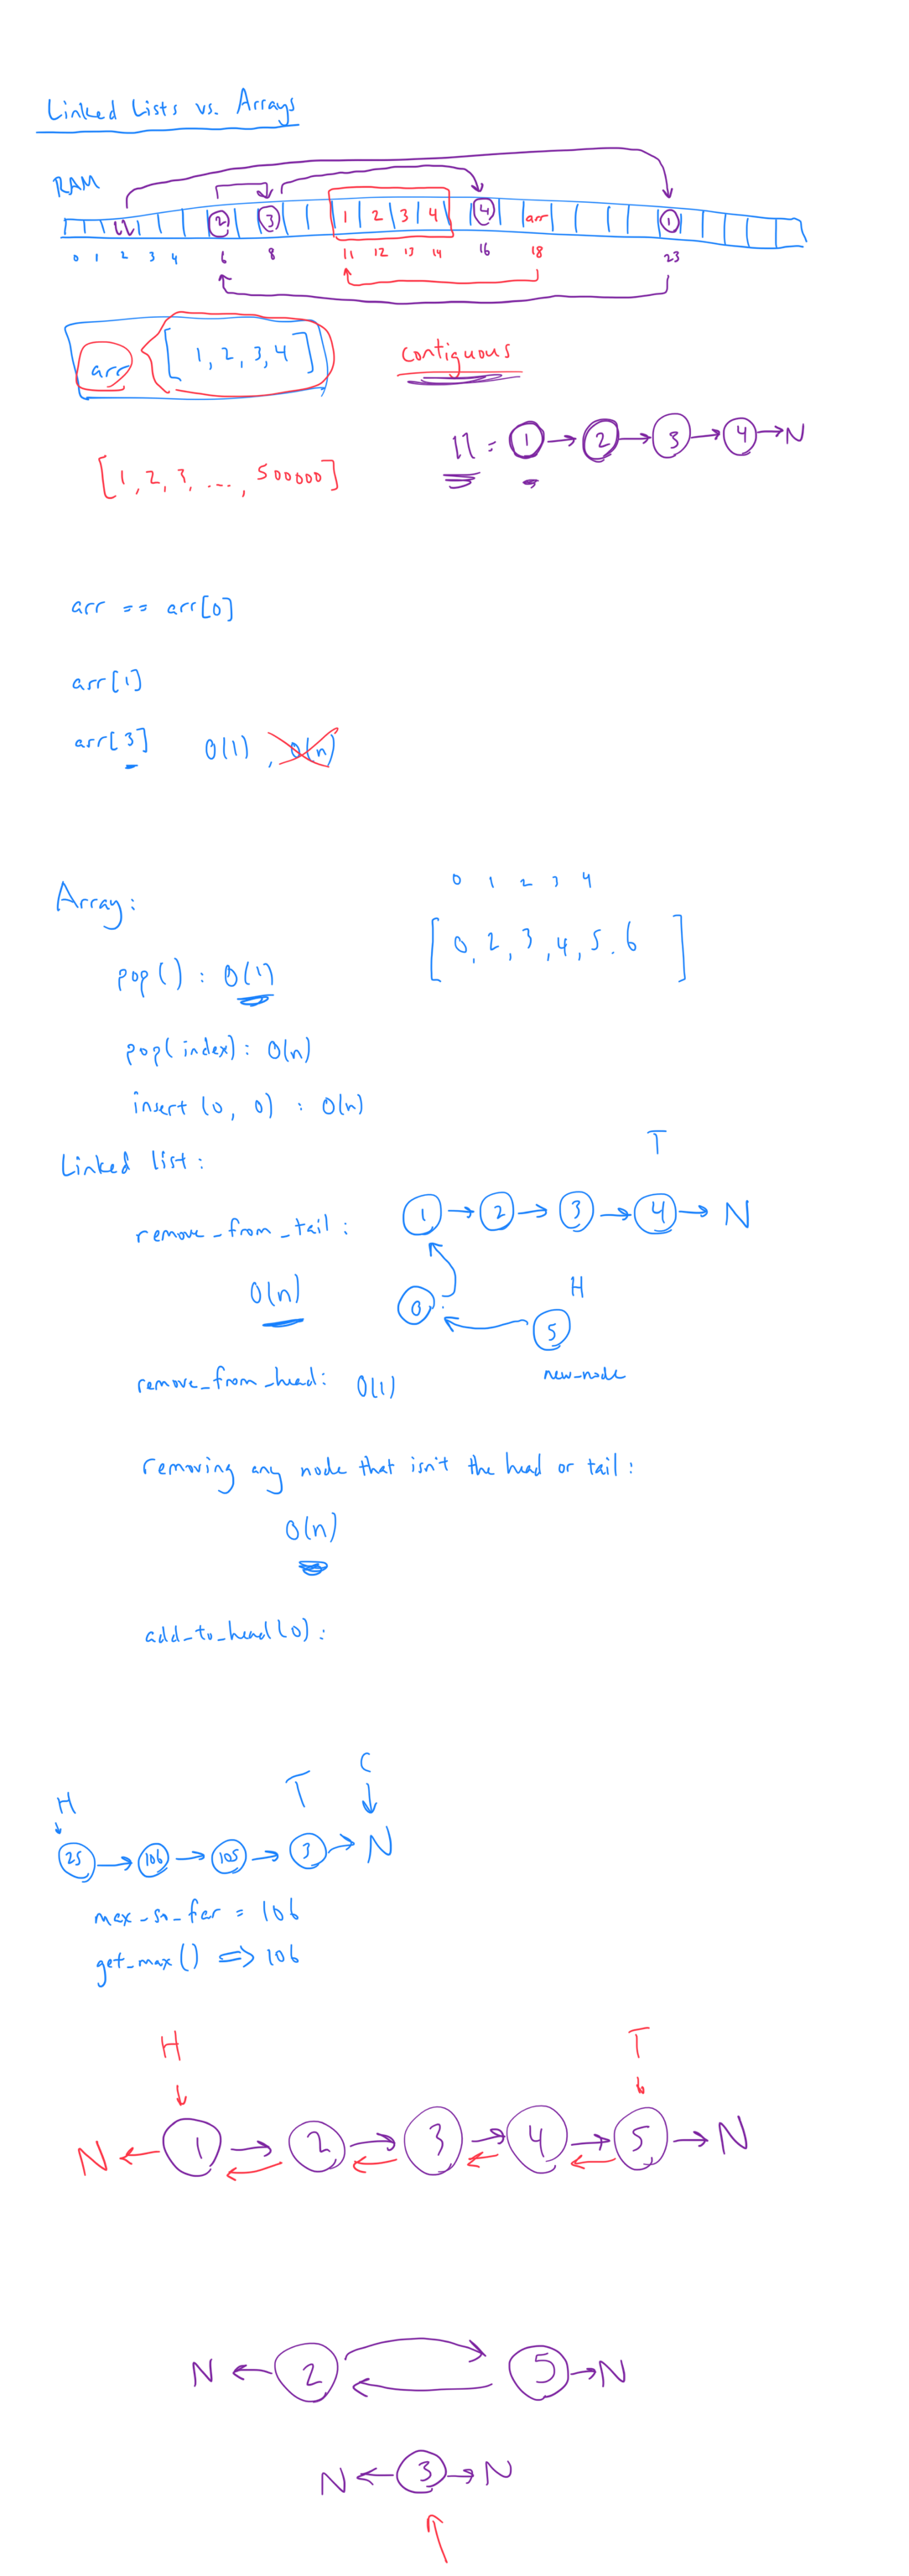 Linked Lists vs. Arrays
RAM
ll 2 3 1 2 3 4 4 arr 1
0 1 2 3 4 6 8 11 12 13 14 16 18 23
arr [1, 2, 3, 4]
contiguous
ll = 1 → 2 → 3 → 4 → N
[1, 2, 3, ..., 500000]
arr == arr[0]
arr[1]
arr[3] O(1), O(n)
0 1 2 3 4
Array:
[0, 2, 3, 4, 5. 6]
pop() : O(1)
pop(index): O(n)
insert (0, 0) : O(n)
T
Linked list:
1 → 2 → 3 → 4 → N
remove_from_tail:
O(n)
H
0
5
new_node
remove_from_head: O(1)
removing any node that isn't the head or tail:
O(n)
add_to_head(0):
C
H T
25 → 106 → 105 → 3 → N
max_so_far = 106
get_max() => 106
H T
N ← 1 → 2 → 3 → 4 → 5 → N
N ← 2 5 → N
N ← 3 → N